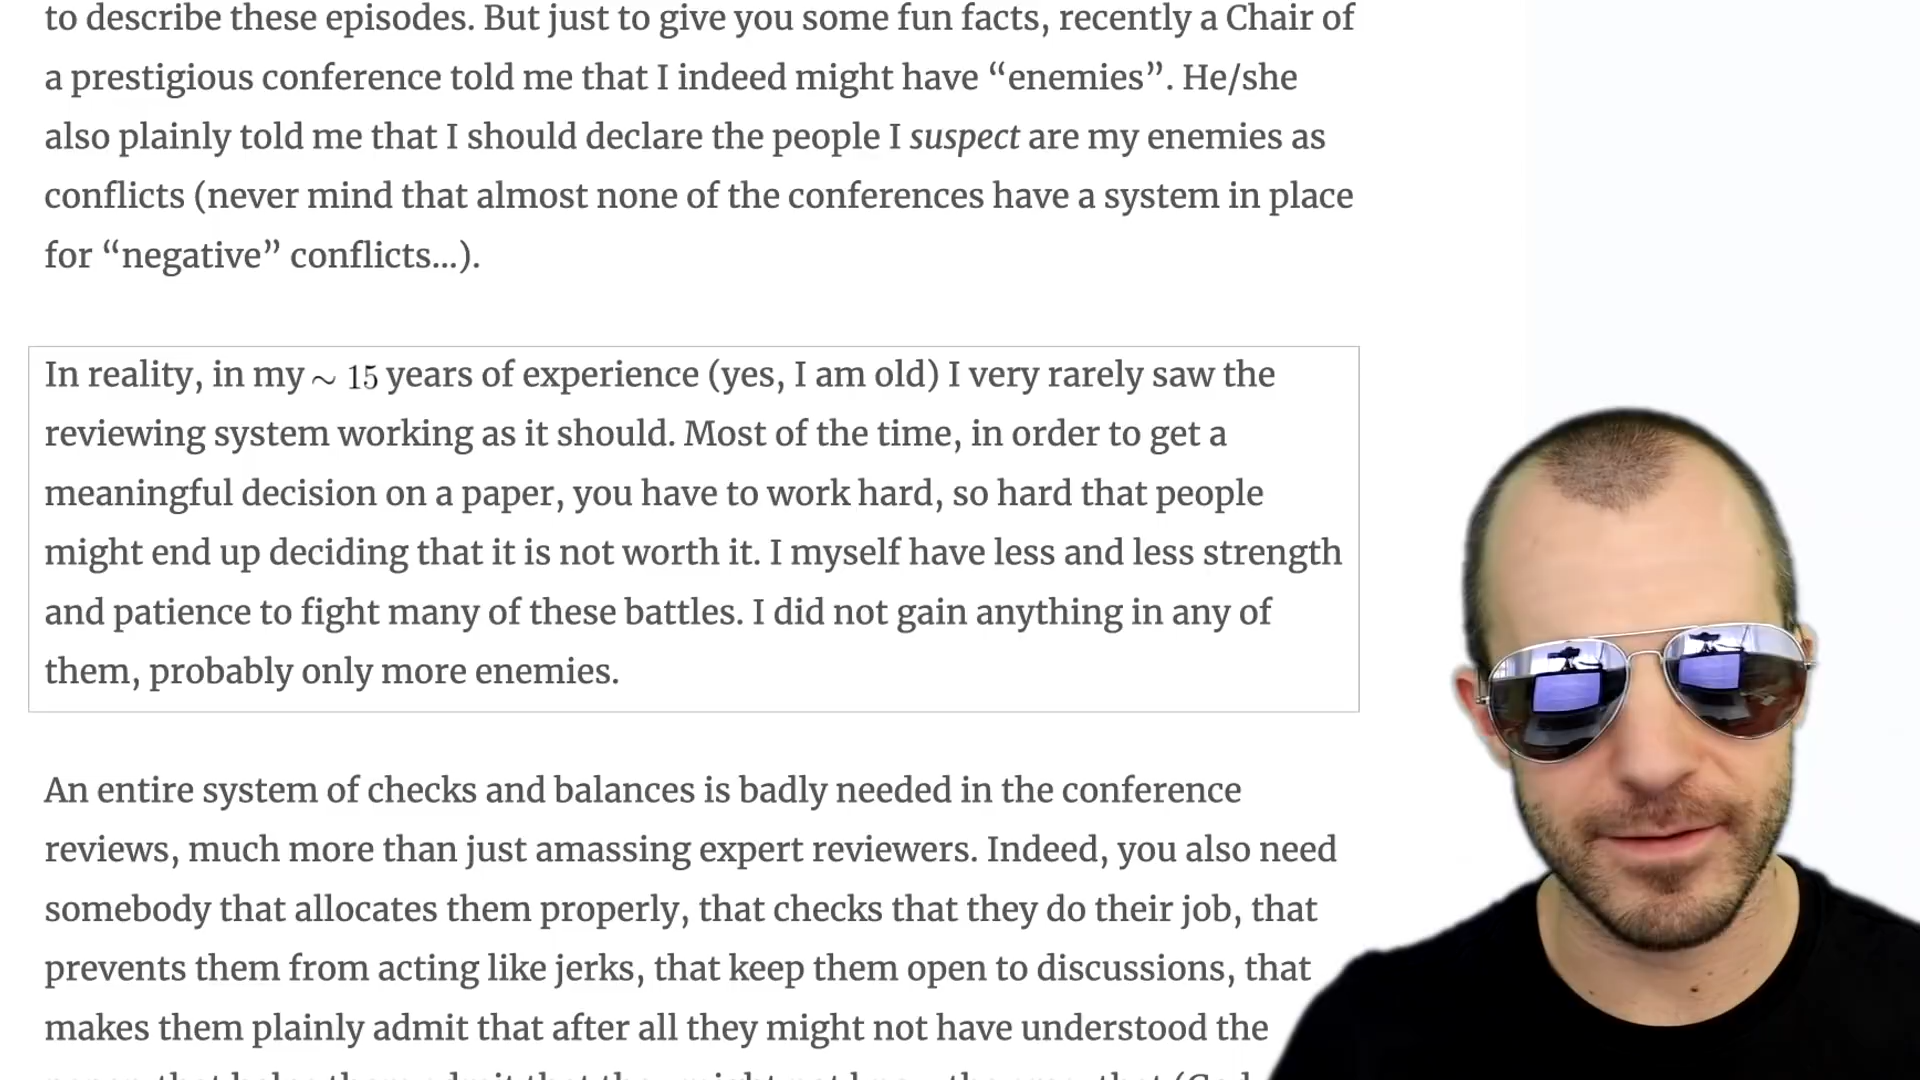 to describe these episodes. But just to give you some fun facts, recently a Chair of
a prestigious conference told me that I indeed might have “enemies”. He/she
also plainly told me that I should declare the people I suspect are my enemies as
conflicts (never mind that almost none of the conferences have a system in place
for “negative” conflicts…).
In reality, in my ∼ 15 years of experience (yes, I am old) I very rarely saw the
reviewing system working as it should. Most of the time, in order to get a
meaningful decision on a paper, you have to work hard, so hard that people
might end up deciding that it is not worth it. I myself have less and less strength
and patience to fight many of these battles. I did not gain anything in any of
them, probably only more enemies.
An entire system of checks and balances is badly needed in the conference
reviews, much more than just amassing expert reviewers. Indeed, you also need
somebody that allocates them properly, that checks that they do their job, that
prevents them from acting like jerks, that keep them open to discussions, that
makes them plainly admit that after all they might not have understood the